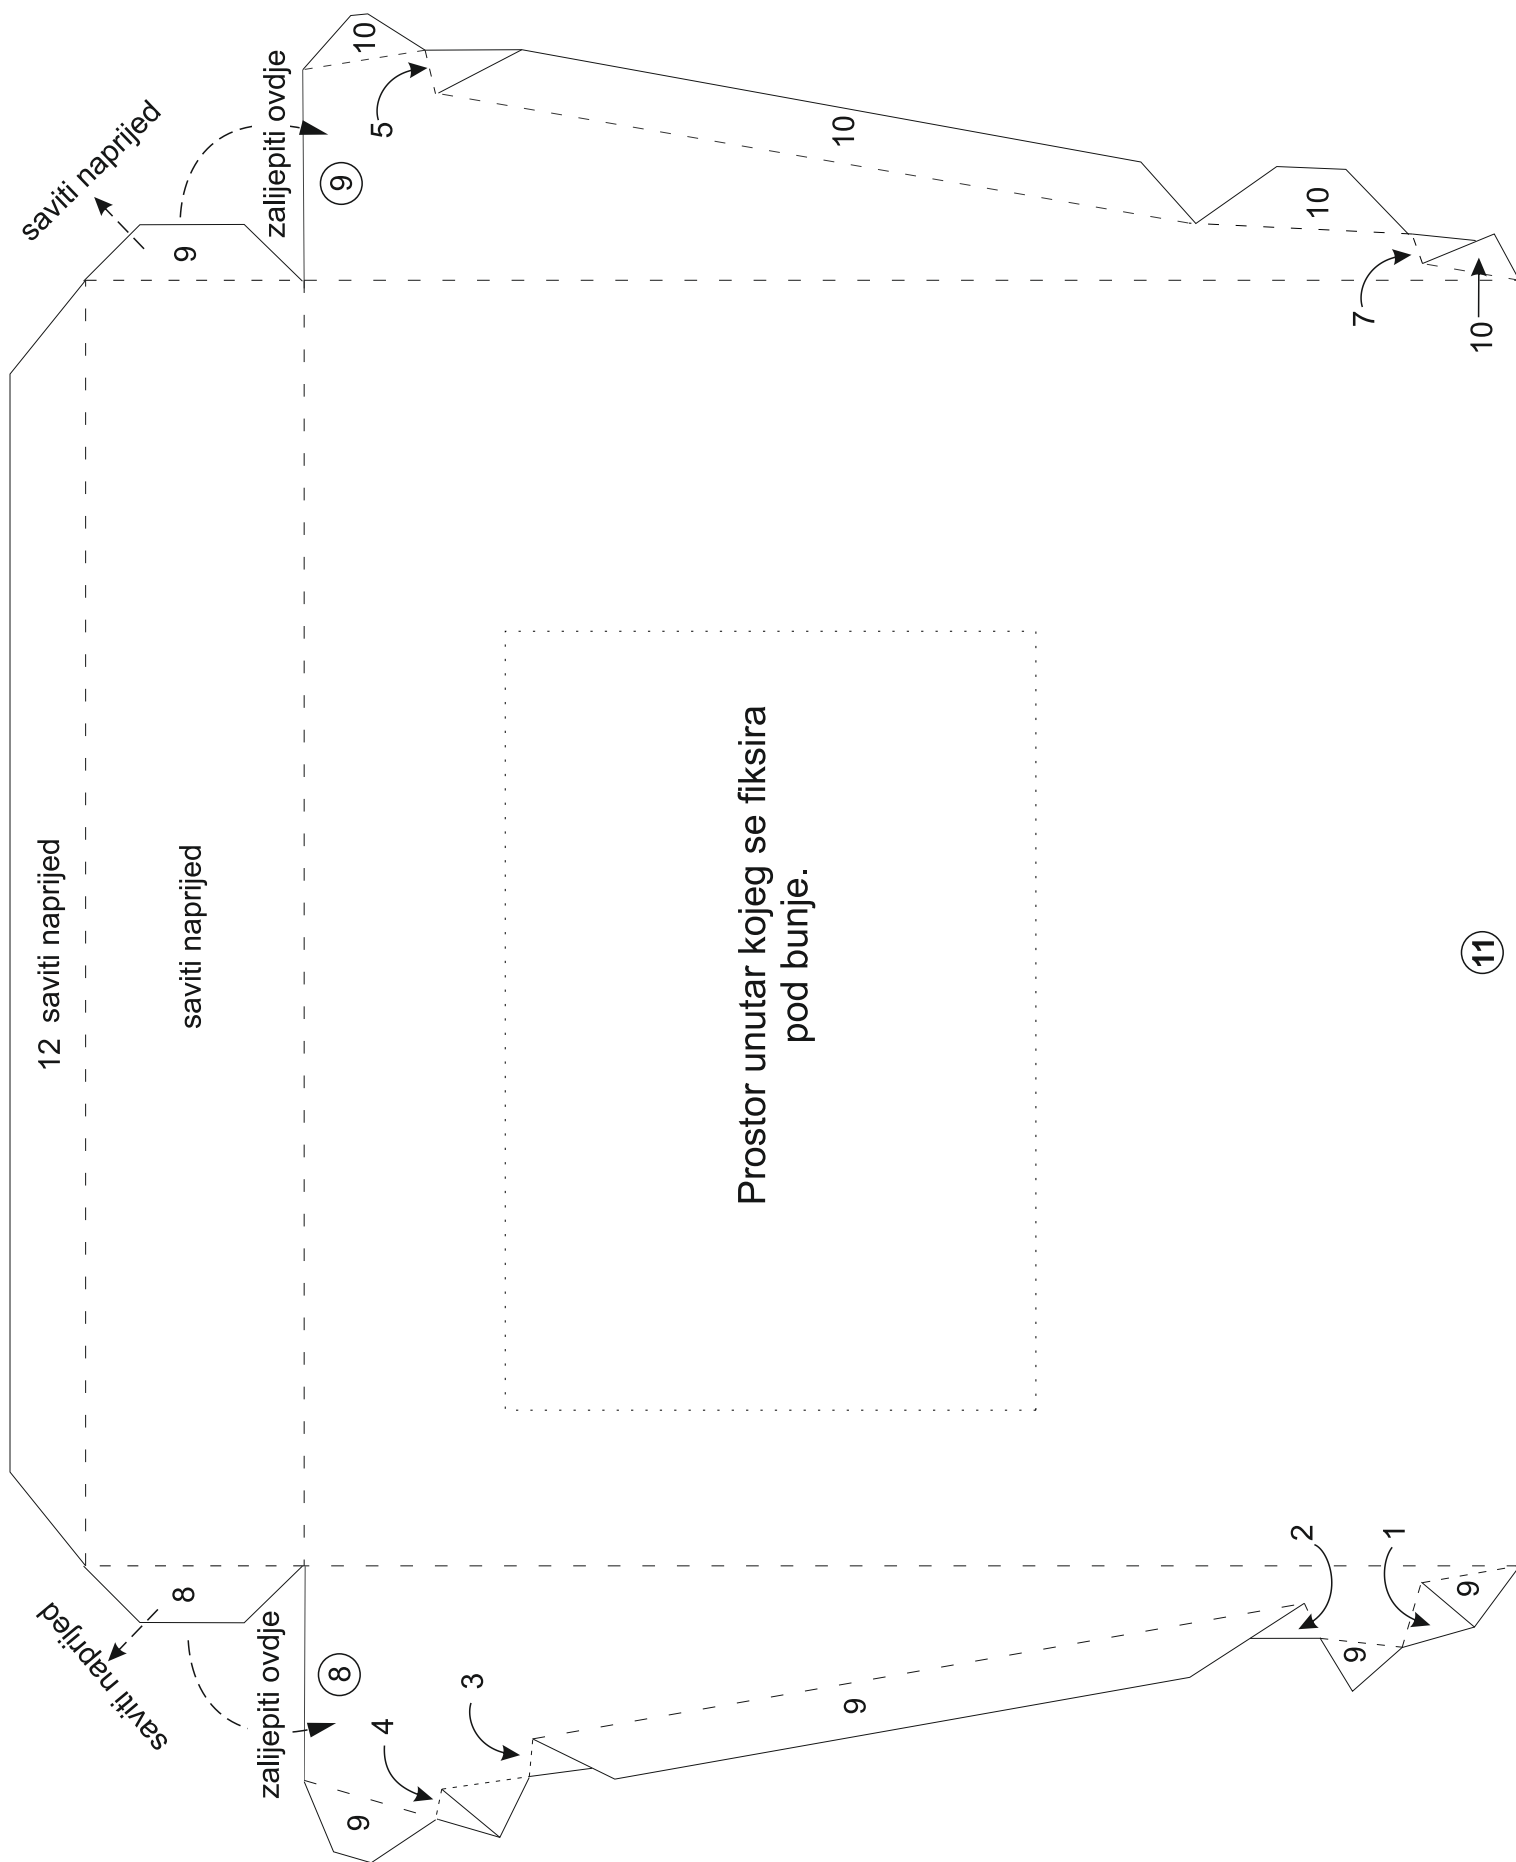 12 saviti naprijed
saviti naprijed
saviti naprijed
saviti naprijed
8
9
zalijepiti ovdje
zalijepiti ovdje
8
9
9
10
4
5
3
Prostor unutar kojeg se fiksira
pod bunje.
9
10
2
9
10
1
7
9
10
11